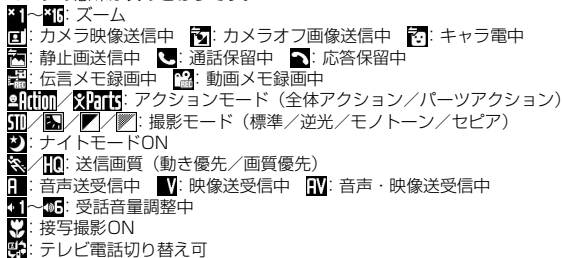 ×1～×16：ズーム
：カメラ映像送信中　：カメラオフ画像送信中　：キャラ電中
：静止画送信中　：通話保留中　：応答保留中
：伝言メモ録画中　：動画メモ録画中
Action／Parts：アクションモード（全体アクション／パーツアクション）
STD／／／：撮影モード（標準／逆光／モノトーン／セピア）
：ナイトモードON
／HQ：送信画質（動き優先／画質優先）
A：音声送受信中　V：映像送受信中　AV：音声・映像送受信中
1～6：受話音量調整中
：接写撮影ON
：テレビ電話切り替え可